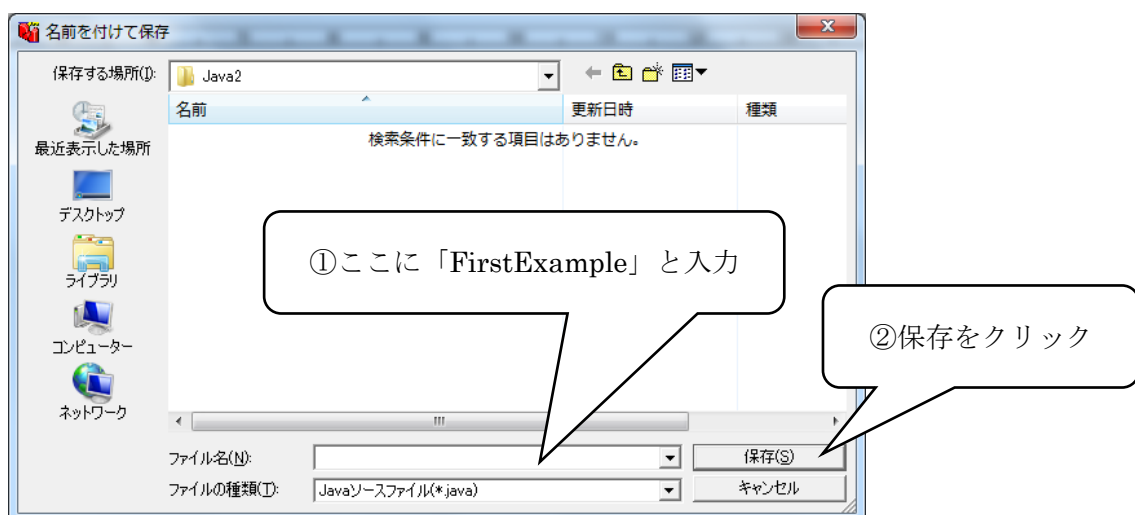 名前を付けて保存
保存する場所(I):
Java2
名前
更新日時
種類
検索条件に一致する項目はありません。
最近表示した場所
デスクトップ
ライブラリ
コンピューター
ネットワーク
①ここに「FirstExample」と入力
②保存をクリック
ファイル名(N):
保存(S)
ファイルの種類(T):
Javaソースファイル(*.java)
キャンセル